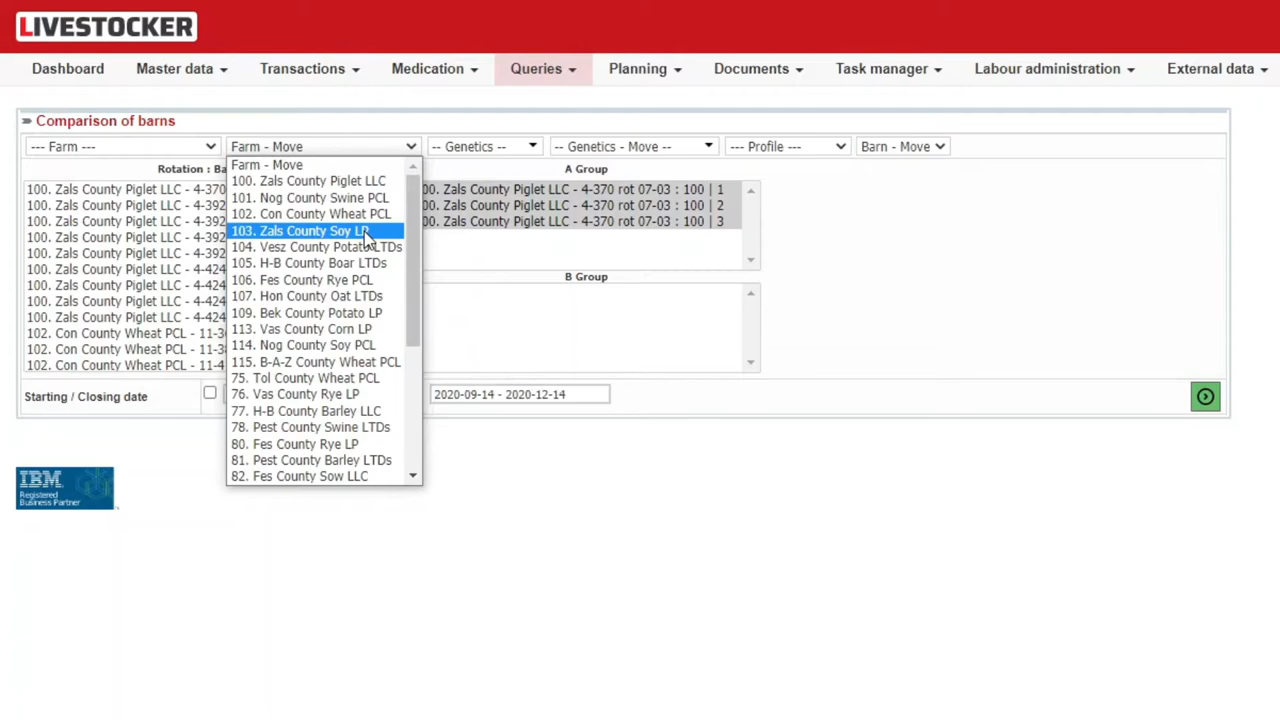 LIVESTOCKER
Dashboard Master data Transactions Medication Queries Planning Documents Task manager Labour administration External data
Comparison of barns
--- Farm --- Farm - Move -- Genetics -- -- Genetics - Move -- --- Profile --- Barn - Move
Rotation : Ba
100. Zals County Piglet LLC - 4-370
100. Zals County Piglet LLC - 4-392
100. Zals County Piglet LLC - 4-392
100. Zals County Piglet LLC - 4-392
100. Zals County Piglet LLC - 4-392
100. Zals County Piglet LLC - 4-424
100. Zals County Piglet LLC - 4-424
100. Zals County Piglet LLC - 4-424
100. Zals County Piglet LLC - 4-424
102. Con County Wheat PCL - 11-3
102. Con County Wheat PCL - 11-3
102. Con County Wheat PCL - 11-4
Farm - Move
100. Zals County Piglet LLC
101. Nog County Swine PCL
102. Con County Wheat PCL
103. Zals County Soy LP
104. Vesz County Potato LTDs
105. H-B County Boar LTDs
106. Fes County Rye PCL
107. Hon County Oat LTDs
109. Bek County Potato LP
113. Vas County Corn LP
114. Nog County Soy PCL
115. B-A-Z County Wheat PCL
75. Tol County Wheat PCL
76. Vas County Rye LP
77. H-B County Barley LLC
78. Pest County Swine LTDs
80. Fes County Rye LP
81. Pest County Barley LTDs
82. Fes County Sow LLC
A Group
00. Zals County Piglet LLC - 4-370 rot 07-03 : 100 | 1
00. Zals County Piglet LLC - 4-370 rot 07-03 : 100 | 2
00. Zals County Piglet LLC - 4-370 rot 07-03 : 100 | 3
B Group
Starting / Closing date 2020-09-14 - 2020-12-14
IBM
Registered
Business Partner